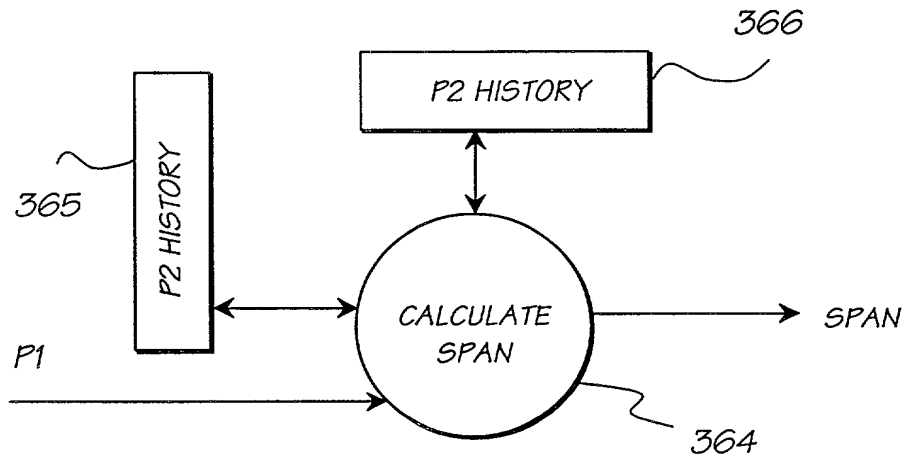 366
P2 HISTORY
P2 HISTORY
365
CALCULATE
SPAN
SPAN
P1
364